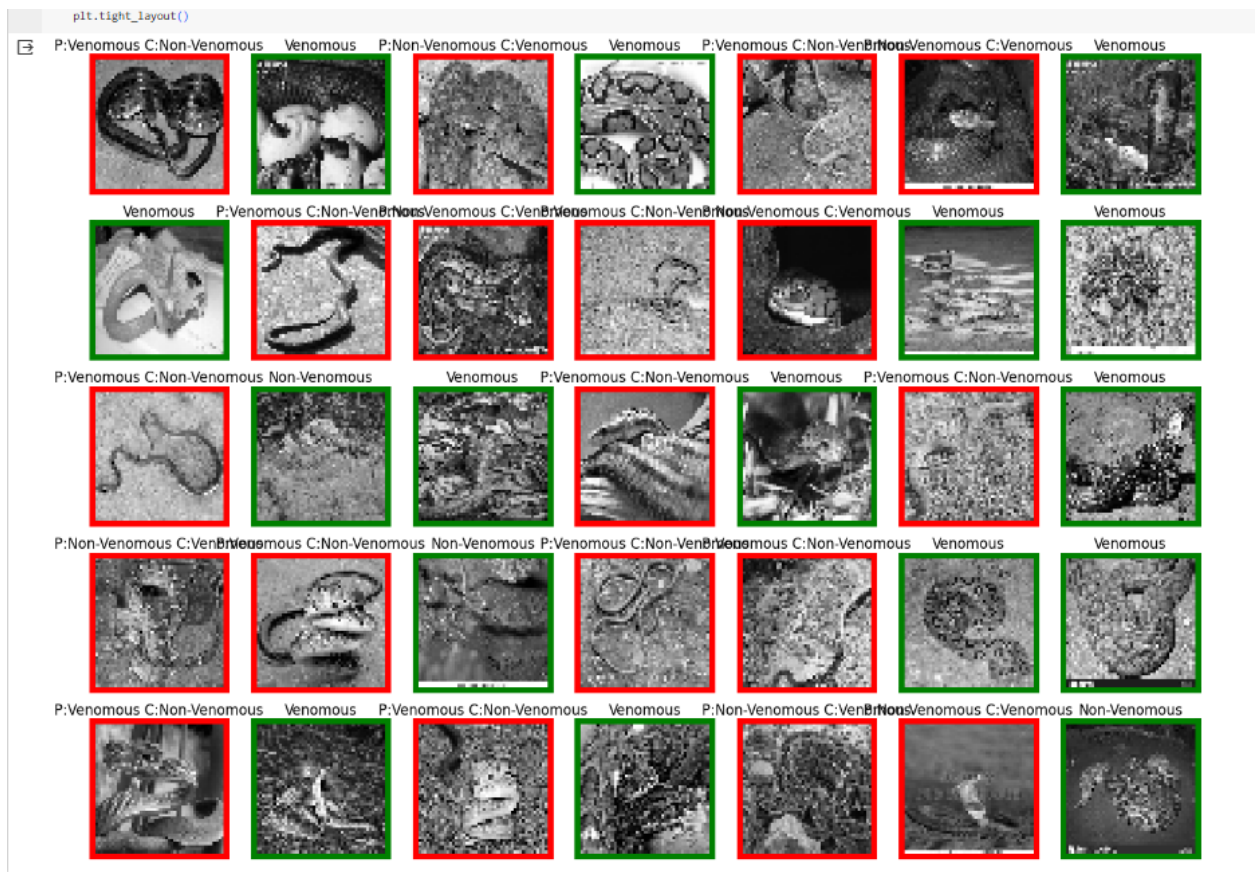 plt.tight_layout()
P:Venomous C:Non-Venomous Venomous P:Non-Venomous C:Venomous Venomous P:Venomous C:Non-Venomous P:Non-Venomous C:Venomous Venomous
Venomous P:Venomous C:Non-Venomous P:Non-Venomous C:Venomous P:Venomous C:Non-Venomous P:Non-Venomous C:Venomous Venomous Venomous
P:Venomous C:Non-Venomous Non-Venomous Venomous P:Venomous C:Non-Venomous Venomous P:Venomous C:Non-Venomous Venomous
P:Non-Venomous C:Venomous P:Venomous C:Non-Venomous Non-Venomous P:Venomous C:Non-Venomous P:Venomous C:Non-Venomous Venomous Venomous
P:Venomous C:Non-Venomous Venomous P:Venomous C:Non-Venomous Venomous P:Non-Venomous C:Venomous P:Non-Venomous C:Venomous Non-Venomous